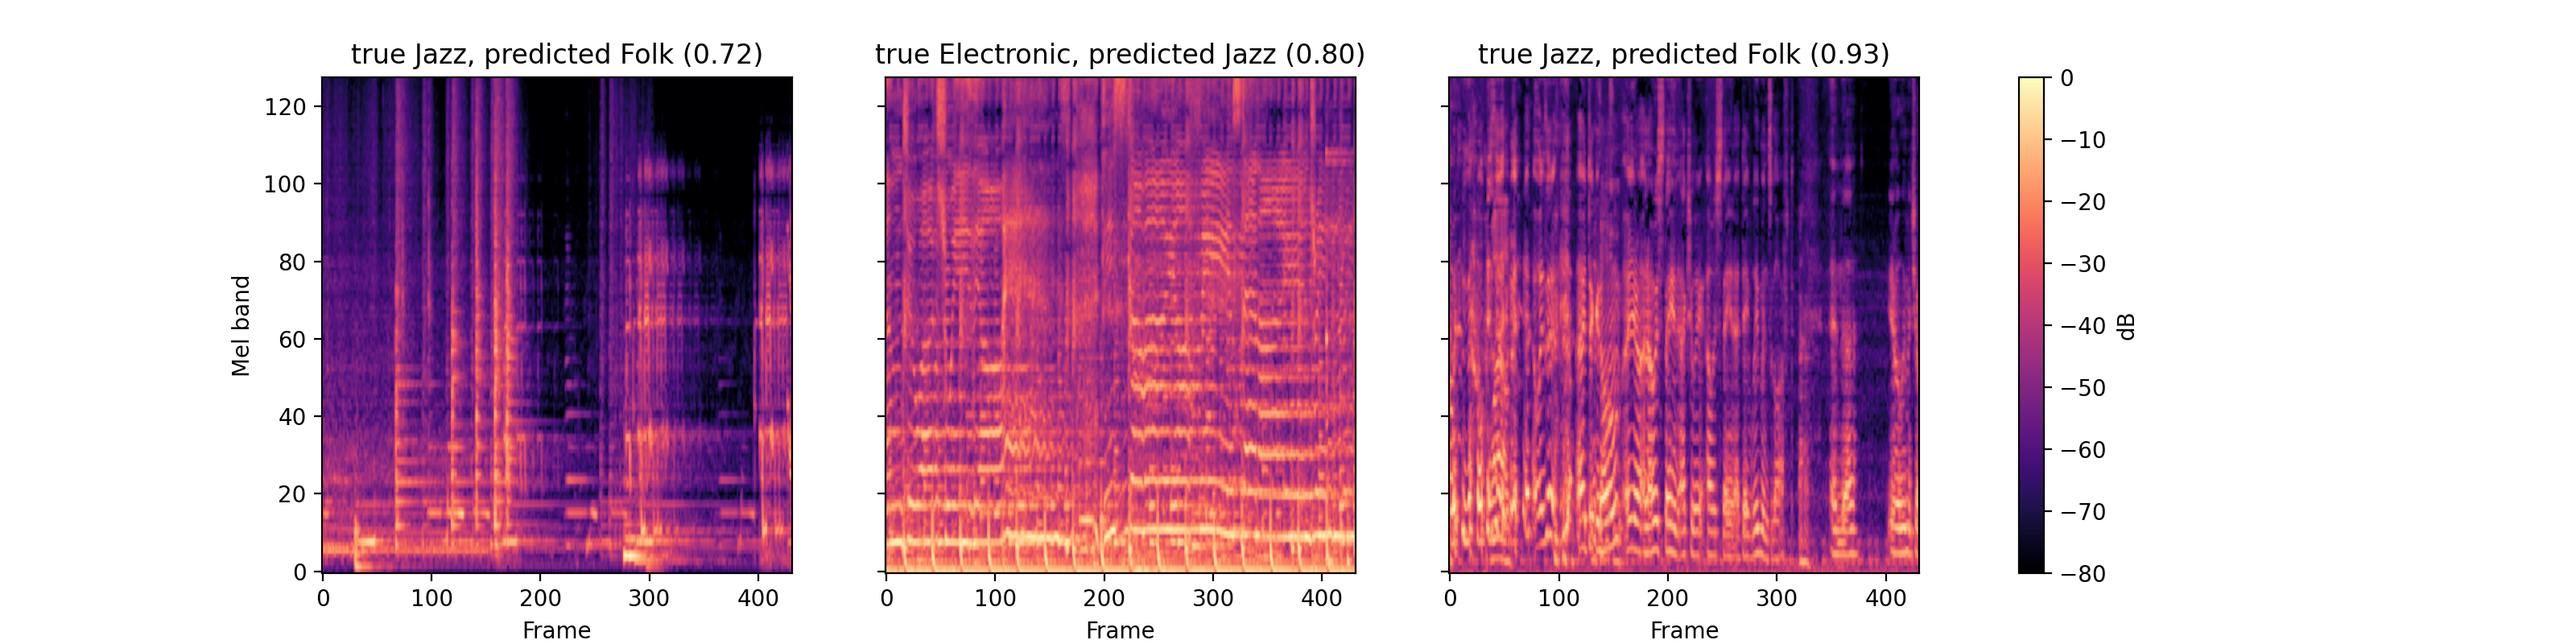 true Jazz, predicted Folk (0.72)
true Electronic, predicted Jazz (0.80)
true Jazz, predicted Folk (0.93)
Mel band
120
100
80
60
40
20
0
0 100 200 300 400
Frame
0 100 200 300 400
Frame
0 100 200 300 400
Frame
0
−10
−20
−30
−40
−50
−60
−70
−80
dB